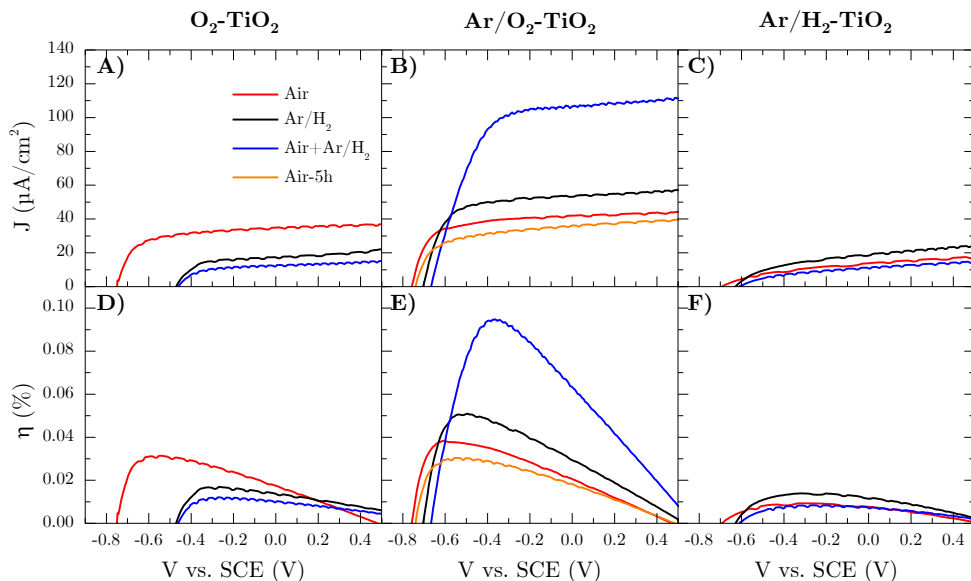 O₂-TiO₂ Ar/O₂-TiO₂ Ar/H₂-TiO₂
A) B) C)
140
120
100
80
60
40
20
0
J (µA/cm²)
Air
Ar/H₂
Air+Ar/H₂
Air-5h
D) E) F)
0.10
0.08
0.06
0.04
0.02
0.00
η (%)
-0.8 -0.6 -0.4 -0.2 0.0 0.2 0.4 -0.8 -0.6 -0.4 -0.2 0.0 0.2 0.4 -0.8 -0.6 -0.4 -0.2 0.0 0.2 0.4
V vs. SCE (V) V vs. SCE (V) V vs. SCE (V)